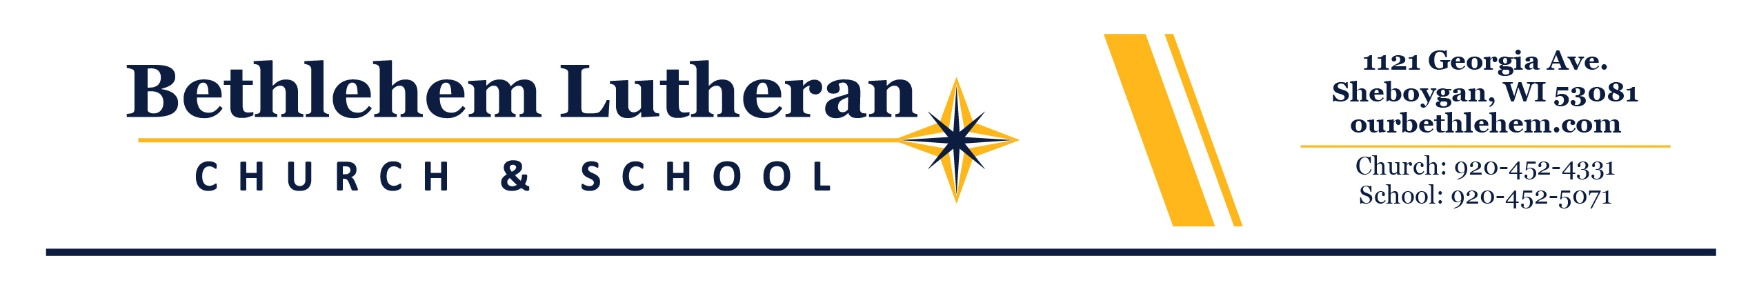 Bethlehem Lutheran
CHURCH & SCHOOL
1121 Georgia Ave.
Sheboygan, WI 53081
ourbethlehem.com
Church: 920-452-4331
School: 920-452-5071